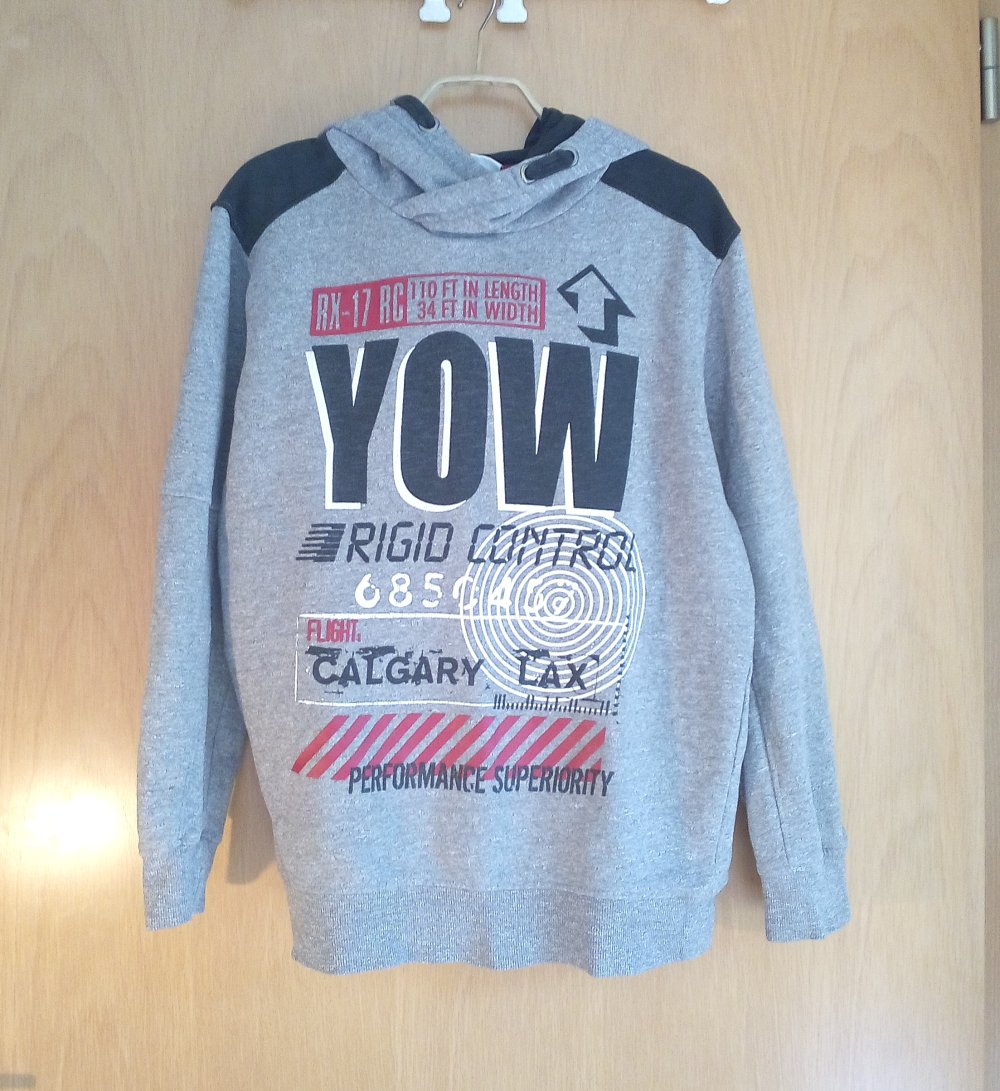 RX-17 RC
110 FT IN LENGTH
34 FT IN WIDTH
YOW
RIGID CONTROL
FLIGHT:
CALGARY LAX
PERFORMANCE SUPERIORITY